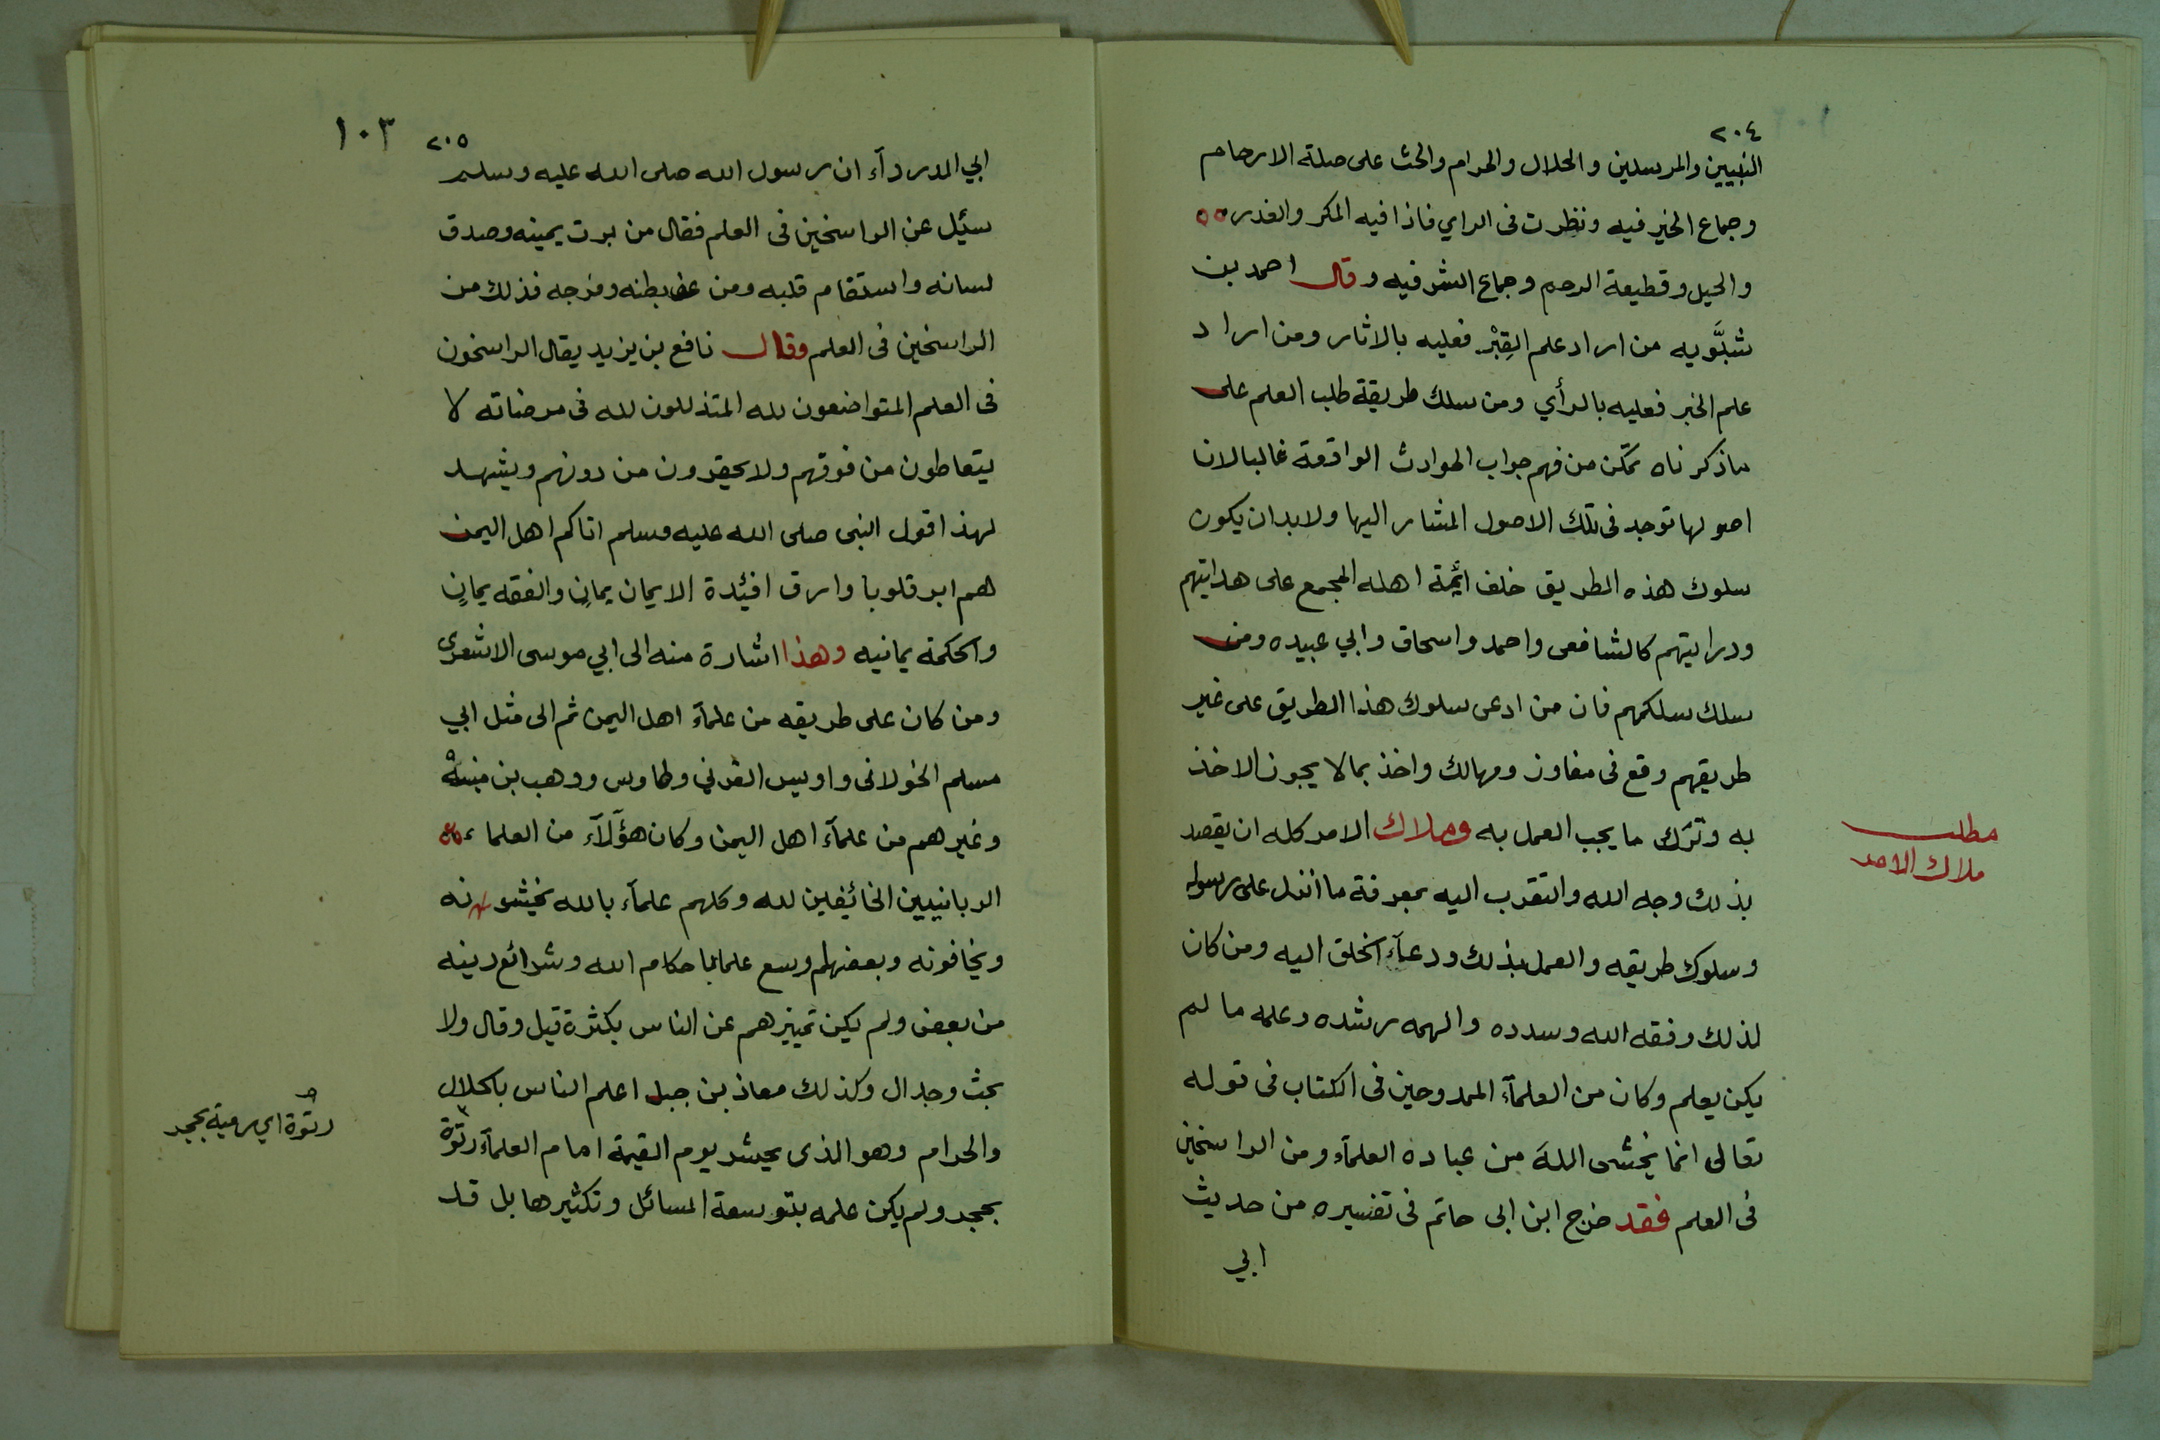 ٢٠٤
النبيين والمرسلين والحلال والحرام والحث على صلة الارحام
وجماع الخير فيه ونظرت فى الراي فاذا فيه المكر والغدر
والحيل وقطيعة الرحم وجماع الشر فيه وقال احمد بن
شبَّويه من اراد علم القِبْر فعليه بالاثار ومن اراد
علم الخبر فعليه بالرأي ومن سلك طريقة طلب العلم على
ماذكرناه تمكن من فهم جواب الحوادث الواقعة غالبا لان
اصولها توجد فى تلك الاصول المشار اليها ولابد ان يكون
سلوك هذه الطريق خلف ائمة اهله المجمع على هدايتهم
ودرايتهم كالشافعى واحمد واسحاق وابي عبيده ومن
سلك سلكهم فان من ادعى سلوك هذا الطريق على غير
طريقهم وقع فى مفاوز ومهالك واخذ بما لا يجوز الاخذ
به وترك ما يجب العمل به وملاك الامر كله ان يقصد
بذلك وجه الله والتقرب اليه بمعرفة ما أنزل على رسوله
وسلوك طريقه والعمل بذلك ودعآء الخلق اليه ومن كان
لذلك وفقه الله وسدده والهمه رشده وعلمه ما لم
يكن يعلم وكان من العلمآء الممدوحين فى الكتاب فى قوله
تعالى انما يخشى اللهَ من عباده العلمآء ومن الراسخين
فى العلم فقد خرج ابن ابى حاتم فى تفسيره من حديث
ابي
مطلب
ملاك الامر
١٠٣
٢٠٥
ابي الدردآء ان رسول الله صلى الله عليه وسلم
سئيل عن الراسخين فى العلم فقال من برت يمينه وصدق
لسانه واستقام قلبه ومن عف بطنه وفرجه فذلك من
الراسخين فى العلم وقال نافع بن يزيد يقال الراسخون
فى العلم المتواضعون لله المتذللون لله فى مرضاته لا
يتعاطون من فوقهم ولا يحقرون من دونهم ويشهد
لهذا قول النبى صلى الله عليه وسلم اتاكم اهل اليمن
هم ابر قلوبا وارق افيئدة الايمان يمانٍ والفقه يمانٍ
والحكمة يمانيه وهذا اشارة منه الى ابي موسى الاشعرى
ومن كان على طريقه من علمآء اهل اليمن ثم الى مثل ابي
مسلم الخولانى واويس القرني وطاوس ووهب بن منبه
وغيرهم من علمآء اهل اليمن وكان هؤلآء من العلماء
الربانيين الخائفين لله وكلهم علمآء بالله يخشونه
ويخافونه وبعضهم وسع علما باحكام الله وشرائع دينه
من بعض ولم يكن تميزهم عن الناس بكثرة قيل وقال ولا
بحث وجدال وكذلك معاذ بن جبل اعلم الناس بالحلال
والحرام وهو الذى يحشر يوم القيمة امام العلمآء رتوة
بحجر ولم يكن علمه بتوسعة المسائل وتكثيرها بل قد
رتوة اي رمية بحجر